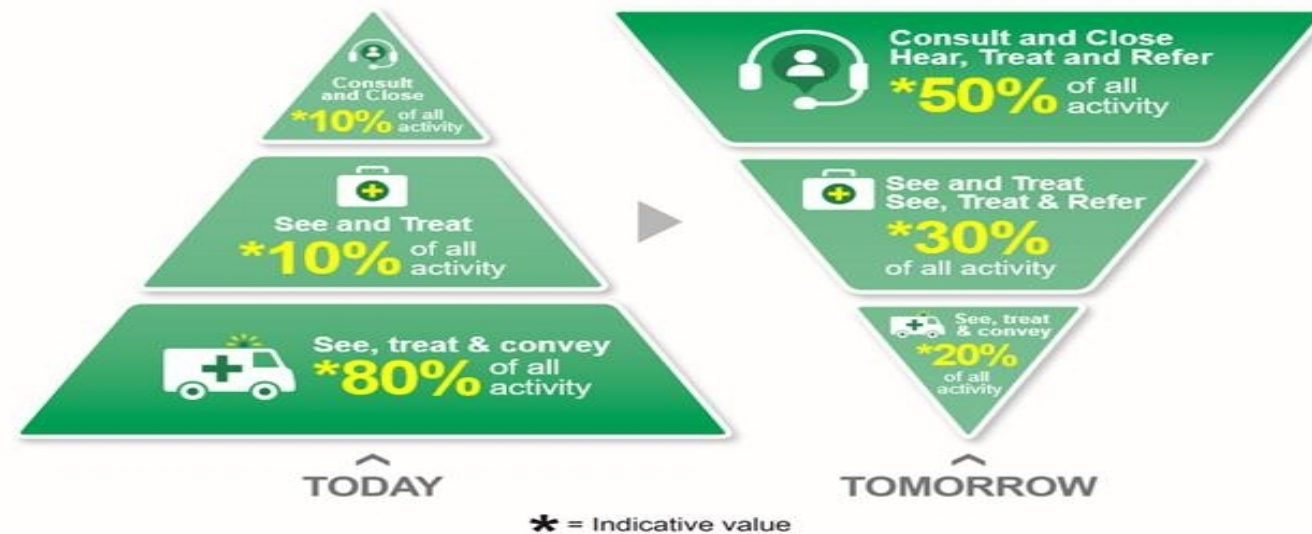 Consult
and Close
*10% of all
activity
See and Treat
*10% of all
activity
See, treat & convey
*80% of all
activity
TODAY
Consult and Close
Hear, Treat and Refer
*50% of all
activity
See and Treat
See, Treat & Refer
*30%
of all activity
See, treat
& convey
*20%
of all
activity
TOMORROW
* = Indicative value